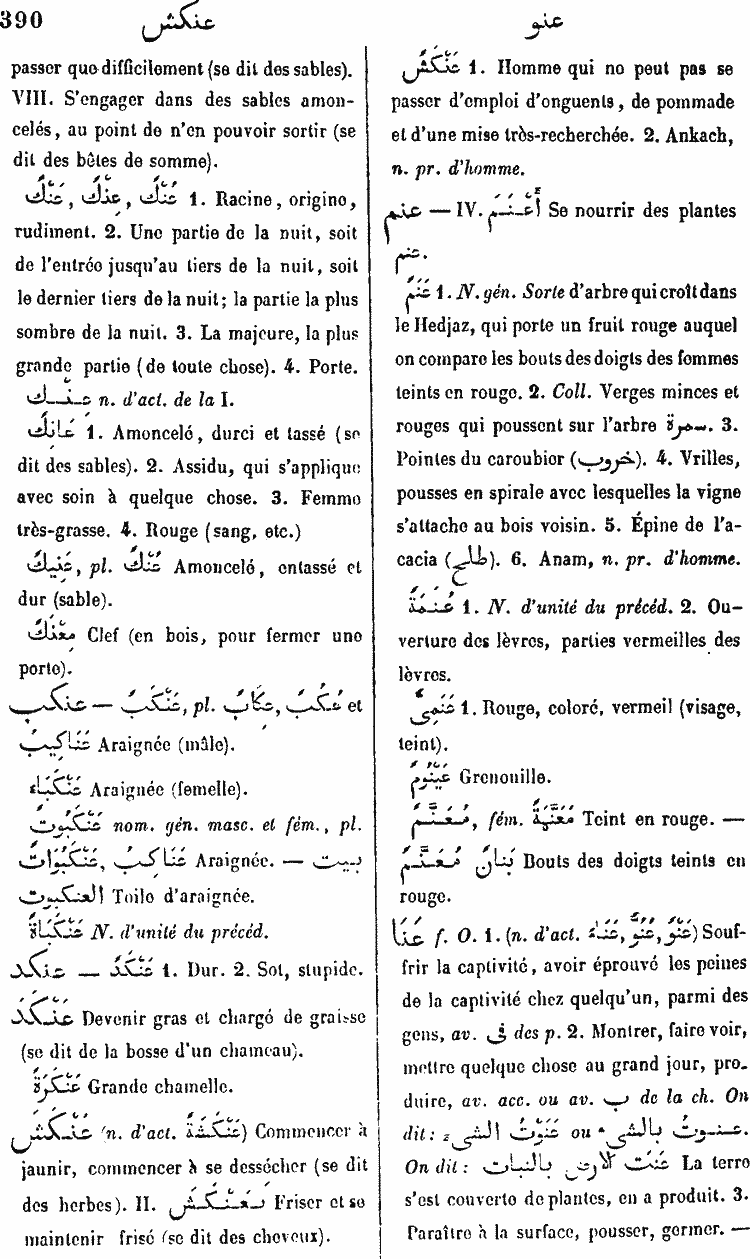 390 عنكش عنو
passer que difficilement (se dit des sables).
VIII. S'engager dans des sables amon-
celés, au point de n'en pouvoir sortir (se
dit des bêtes de somme).
عَنْك, عِنْك, عُنْك 1. Racine, origine,
rudiment. 2. Une partie de la nuit, soit
de l'entrée jusqu'au tiers de la nuit, soit
le dernier tiers de la nuit; la partie la plus
sombre de la nuit. 3. La majeure, la plus
grande partie (de toute chose). 4. Porte.
عنك n. d'act. de la I.
عَانِك 1. Amoncelé, durci et tassé (se
dit des sables). 2. Assidu, qui s'applique
avec soin à quelque chose. 3. Femme
très-grasse. 4. Rouge (sang, etc.)
عَنِيك, pl. عُنُك Amoncelé, entassé et
dur (sable).
مِعْنَك Clef (en bois, pour fermer une
porte).
عنكب — عَنْكَبٌ, pl. عِكَابٌ, عُكُبٌ et
عَنَاكِيبُ Araignée (mâle).
عَنْكَبَاء Araignée (femelle).
عَنْكَبُوت nom. gén. masc. et fém., pl.
عَنْكَبُوَاتٌ, عَنَاكِبُ Araignée. — بيت
العنكبوت Toile d'araignée.
عَنْكَبَاةٌ N. d'unité du précéd.
عنكد — عَنْكَدٌ 1. Dur. 2. Sot, stupide.
عَنْكَدَ Devenir gras et chargé de graisse
(se dit de la bosse d'un chameau).
عَنْكَرَةٌ Grande chamelle.
عَنْكَشَ (n. d'act. عَنْكَشَةٌ) Commencer à
jaunir, commencer à se dessécher (se dit
des herbes). II. تَعَنْكَشَ Friser et se
maintenir frisé (se dit des cheveux).
عَنْكَشٌ 1. Homme qui ne peut pas se
passer d'emploi d'onguents, de pommade
et d'une mise très-recherchée. 2. Ankach,
n. pr. d'homme.
عنم — IV. أَعْنَمَ Se nourrir des plantes
عنم.
عَنَمٌ 1. N. gén. Sorte d'arbre qui croît dans
le Hedjaz, qui porte un fruit rouge auquel
on compare les bouts des doigts des femmes
teints en rouge. 2. Coll. Verges minces et
rouges qui poussent sur l'arbre سمرة. 3.
Pointes du caroubier (خروب). 4. Vrilles,
pousses en spirale avec lesquelles la vigne
s'attache au bois voisin. 5. Épine de l'a-
cacia (طلح). 6. Anam, n. pr. d'homme.
عَنَمَةٌ 1. N. d'unité du précéd. 2. Ou-
verture des lèvres, parties vermeilles des
lèvres.
عَنَمِىٌّ 1. Rouge, coloré, vermeil (visage,
teint).
عَيْنُومٌ Grenouille.
مُعَنَّمٌ, fém. مُعَنَّمَةٌ Teint en rouge. —
بَنَانٌ مُعَنَّمٌ Bouts des doigts teints en
rouge.
عَنَا f. O. 1. (n. d'act. عَنْوٌ, عُنُوٌّ, عَنَاءٌ) Souf-
frir la captivité, avoir éprouvé les peines
de la captivité chez quelqu'un, parmi des
gens, av. فى des p. 2. Montrer, faire voir,
mettre quelque chose au grand jour, pro-
duire, av. acc. ou av. ب de la ch. On
dit: عَنَوْتُ الشىء ou عنوت بالشىء.
On dit: عَنَتِ الارض بالنبات La terre
s'est couverte de plantes, en a produit. 3.
Paraître à la surface, pousser, germer. —